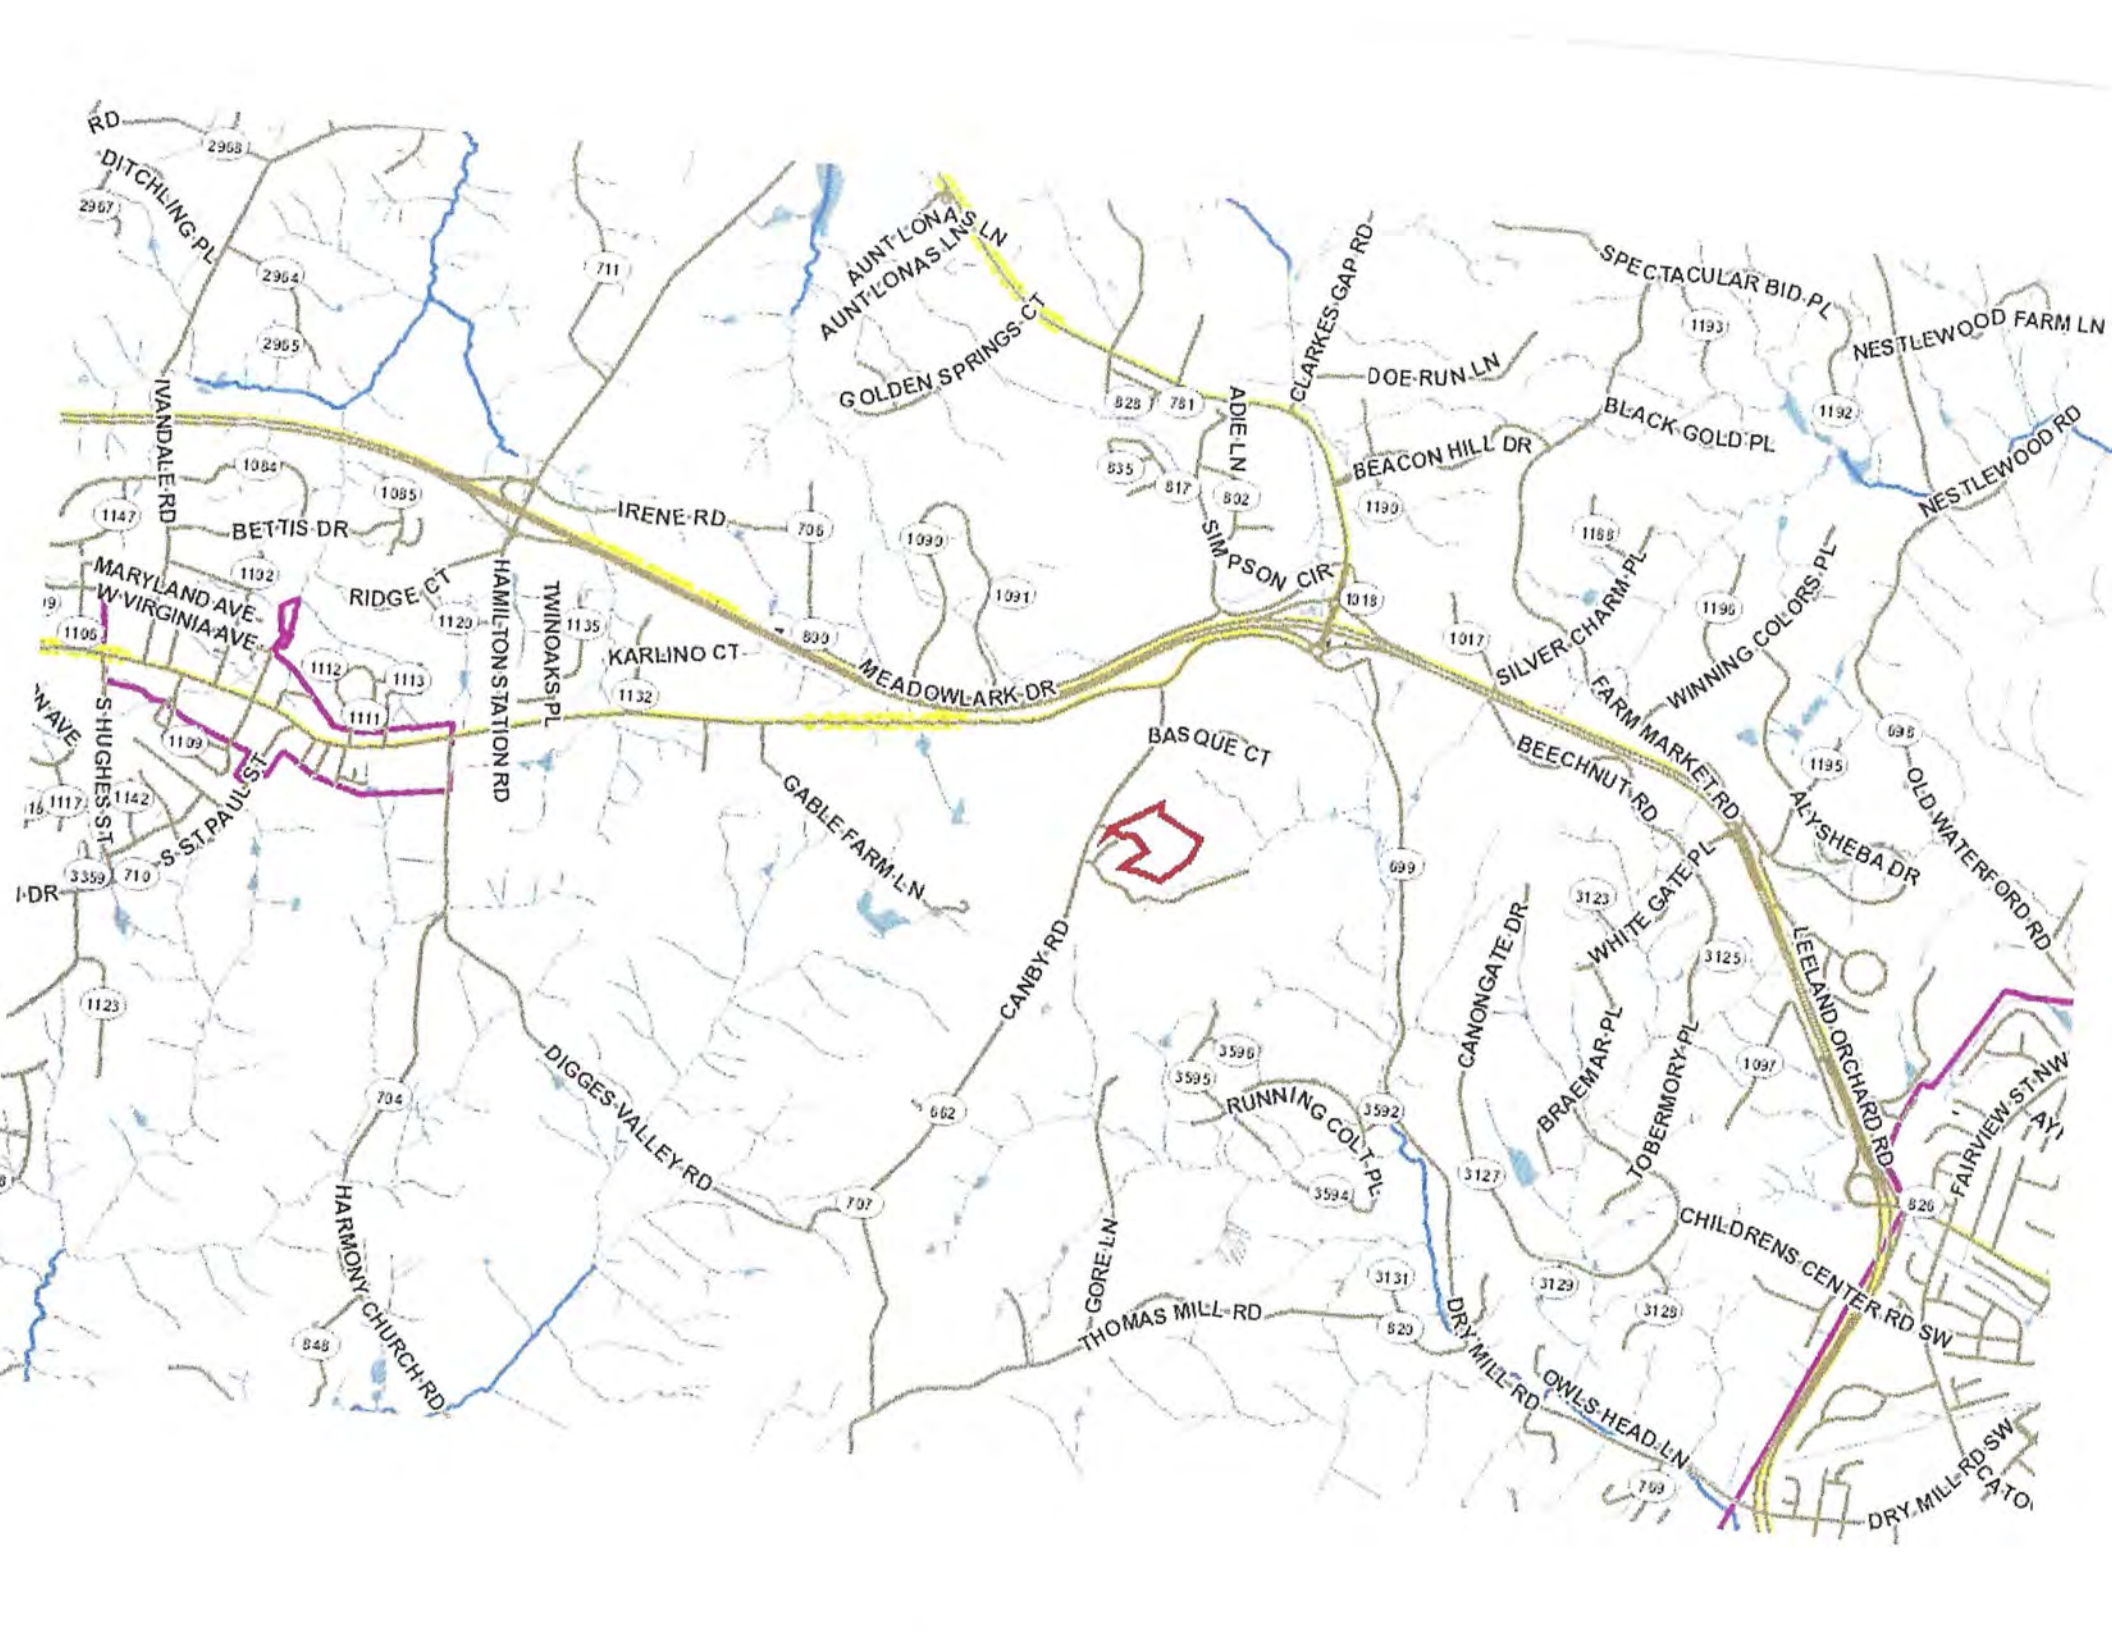 RD
2968
DITCHLING PL
2967
2964
2965
711
AUNT LONAS LN
AUNT LONAS LN
GOLDEN SPRINGS CT
CLARKES GAP RD
SPECTACULAR BID PL
1193
NESTLEWOOD FARM LN
DOE RUN LN
828
781
ADIE LN
BLACK GOLD PL
1192
NESTLEWOOD RD
IVANDALE RD
1084
1085
1147
BETTIS DR
IRENE RD
706
1090
835
817
802
BEACON HILL DR
1190
1188
SIMPSON CIR
MARYLAND AVE
W VIRGINIA AVE
1102
RIDGE CT
1120
HAMILTON STATION RD
TWINOAKS PL
1135
1091
1018
1017
SILVER CHARM PL
1196
WINNING COLORS PL
1106
1112
1113
1111
KARLINO CT
1132
800
MEADOWLARK DR
FARM MARKET RD
N AVE
S HUGHES ST
1109
BASQUE CT
BEECHNUT RD
698
1195
OLD WATERFORD RD
1117
1142
S ST PAUL ST
GABLE FARM LN
ALYSHEBA DR
3359
710
699
WHITE GATE PL
3123
3125
LEELAND ORCHARD RD
CANBY RD
CANONGATE DR
1123
DIGGES VALLEY RD
704
662
3596
3595
RUNNING COLT PL
3592
3594
BRAEMAR PL
TOBERMORY PL
1097
FAIRVIEW ST NW
3127
707
HARMONY CHURCH RD
GORE LN
826
CHILDRENS CENTER RD SW
3131
3129
3128
848
THOMAS MILL RD
820
DRY MILL RD
OWLS HEAD LN
769
DRY MILL RD SW